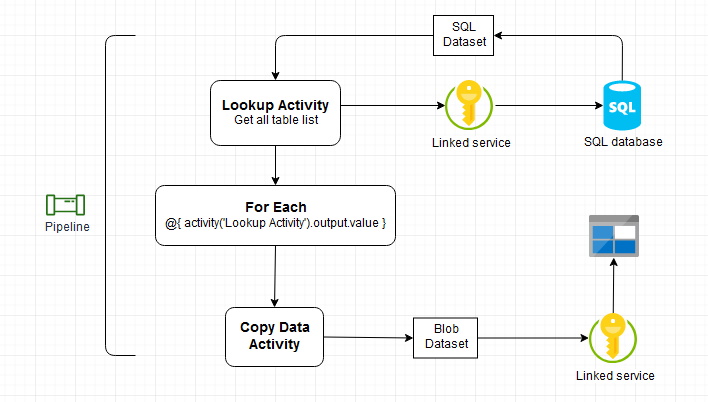 SQL
Dataset
Lookup Activity
Get all table list
Linked service
SQL
SQL database
For Each
@{ activity('Lookup Activity').output.value }
Pipeline
Copy Data
Activity
Blob
Dataset
Linked service